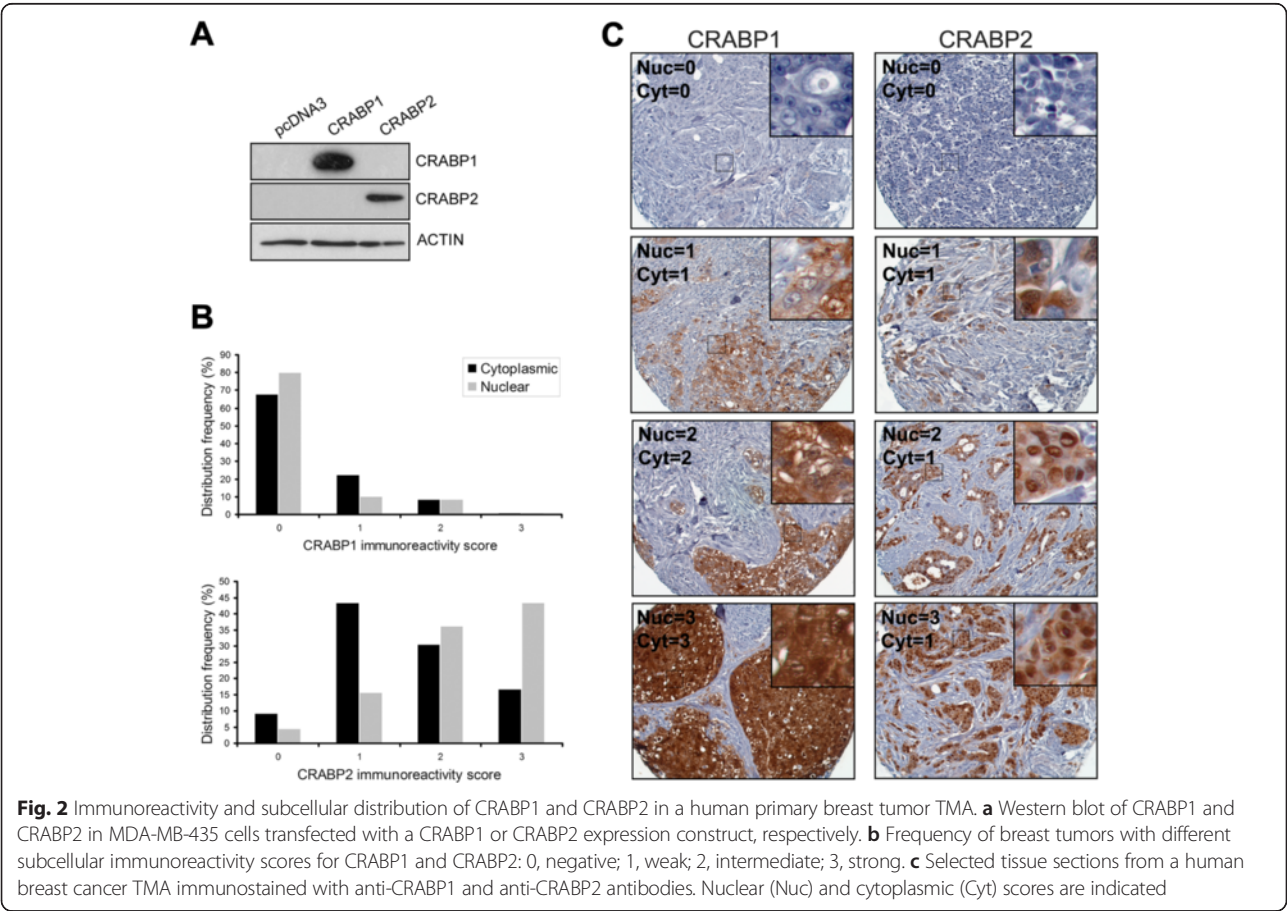 A
pcDNA3
CRABP1
CRABP2
CRABP1
CRABP2
ACTIN
B
90
80
70
60
50
40
30
20
10
0
Distribution frequency (%)
Cytoplasmic
Nuclear
0 1 2 3
CRABP1 immunoreactivity score
50
45
40
35
30
25
20
15
10
5
0
Distribution frequency (%)
0 1 2 3
CRABP2 immunoreactivity score
C
CRABP1 CRABP2
Nuc=0
Cyt=0
Nuc=0
Cyt=0
Nuc=1
Cyt=1
Nuc=1
Cyt=1
Nuc=2
Cyt=2
Nuc=2
Cyt=1
Nuc=3
Cyt=3
Nuc=3
Cyt=1
Fig. 2 Immunoreactivity and subcellular distribution of CRABP1 and CRABP2 in a human primary breast tumor TMA. a Western blot of CRABP1 and
CRABP2 in MDA-MB-435 cells transfected with a CRABP1 or CRABP2 expression construct, respectively. b Frequency of breast tumors with different
subcellular immunoreactivity scores for CRABP1 and CRABP2: 0, negative; 1, weak; 2, intermediate; 3, strong. c Selected tissue sections from a human
breast cancer TMA immunostained with anti-CRABP1 and anti-CRABP2 antibodies. Nuclear (Nuc) and cytoplasmic (Cyt) scores are indicated